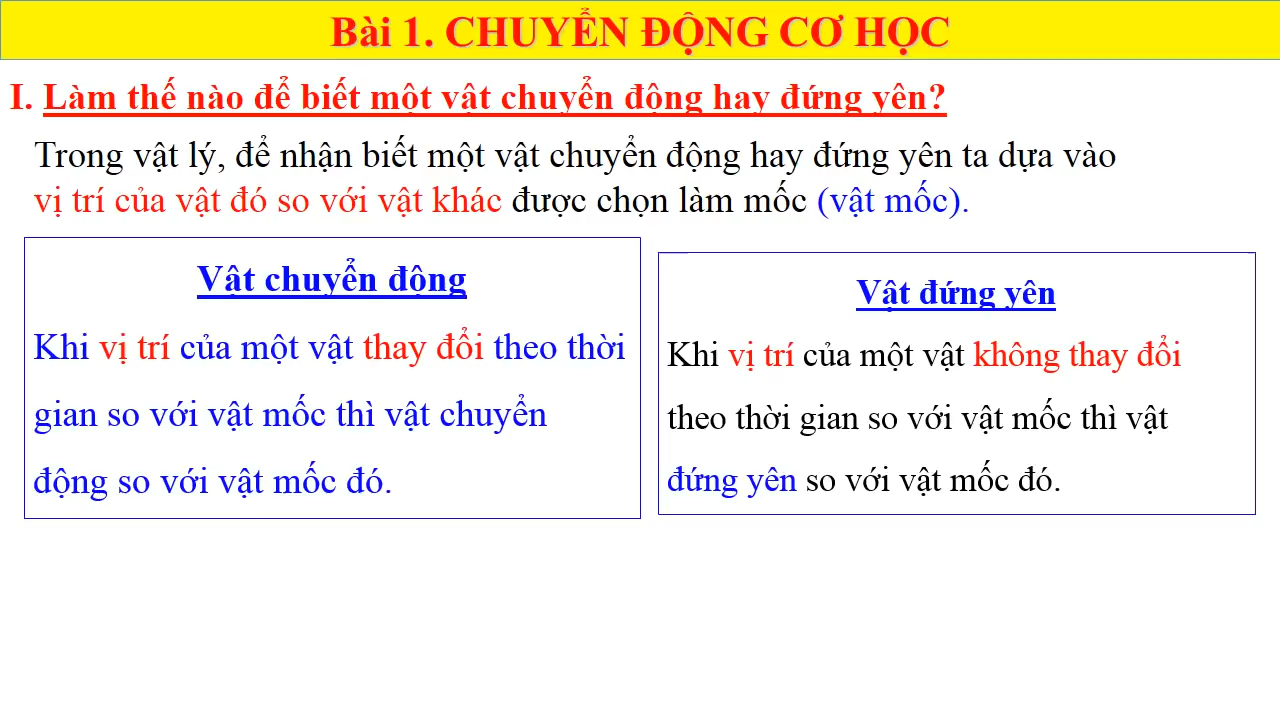 Bài 1. CHUYỂN ĐỘNG CƠ HỌC
I. Làm thế nào để biết một vật chuyển động hay đứng yên?
Trong vật lý, để nhận biết một vật chuyển động hay đứng yên ta dựa vào
vị trí của vật đó so với vật khác được chọn làm mốc (vật mốc).
Vật chuyển động
Khi vị trí của một vật thay đổi theo thời
gian so với vật mốc thì vật chuyển
động so với vật mốc đó.
Vật đứng yên
Khi vị trí của một vật không thay đổi
theo thời gian so với vật mốc thì vật
đứng yên so với vật mốc đó.